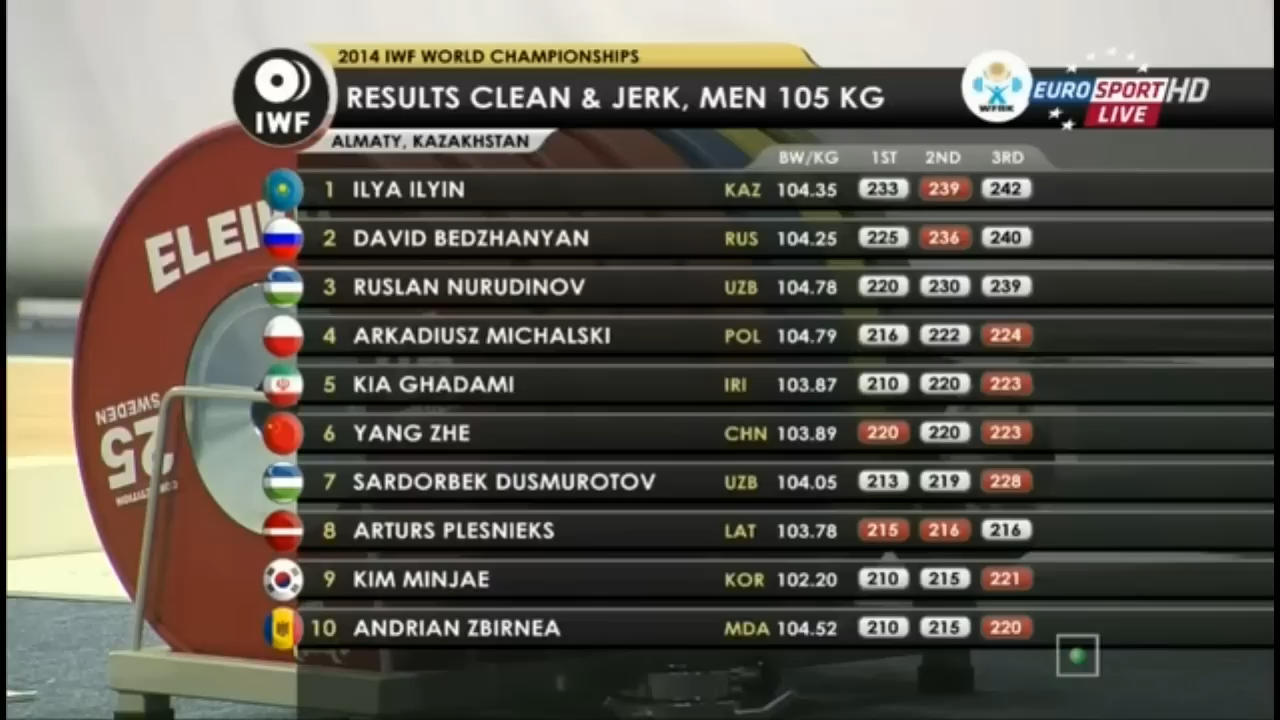 2014 IWF WORLD CHAMPIONSHIPS
IWF
RESULTS CLEAN & JERK, MEN 105 KG
WFRK
EUROSPORT HD
LIVE
ALMATY, KAZAKHSTAN
BW/KG 1ST 2ND 3RD
1 ILYA ILYIN KAZ 104.35 233 239 242
2 DAVID BEDZHANYAN RUS 104.25 225 236 240
3 RUSLAN NURUDINOV UZB 104.78 220 230 239
4 ARKADIUSZ MICHALSKI POL 104.79 216 222 224
5 KIA GHADAMI IRI 103.87 210 220 223
6 YANG ZHE CHN 103.89 220 220 223
7 SARDORBEK DUSMUROTOV UZB 104.05 213 219 228
8 ARTURS PLESNIEKS LAT 103.78 215 216 216
9 KIM MINJAE KOR 102.20 210 215 221
10 ANDRIAN ZBIRNEA MDA 104.52 210 215 220
ELEI
SWEDEN
25
COMPETITION